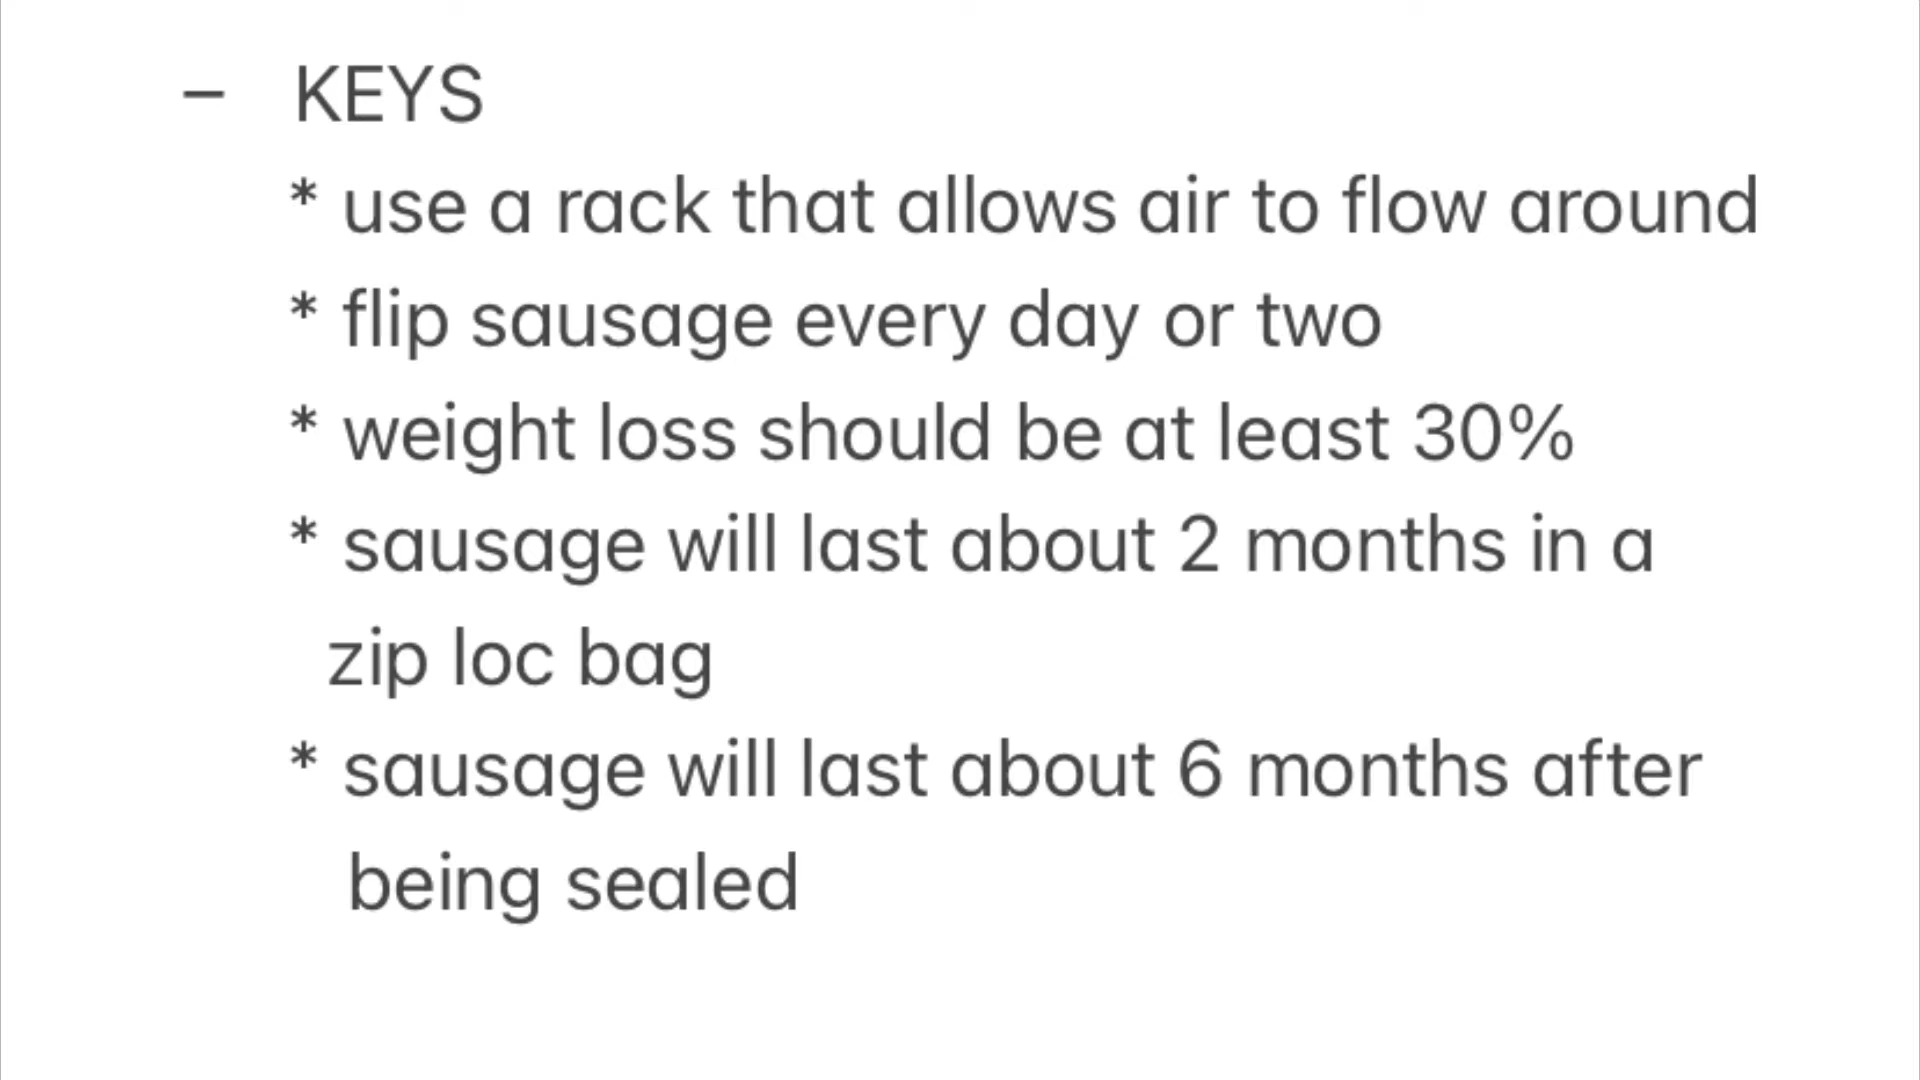 – KEYS
* use a rack that allows air to flow around
* flip sausage every day or two
* weight loss should be at least 30%
* sausage will last about 2 months in a
zip loc bag
* sausage will last about 6 months after
being sealed